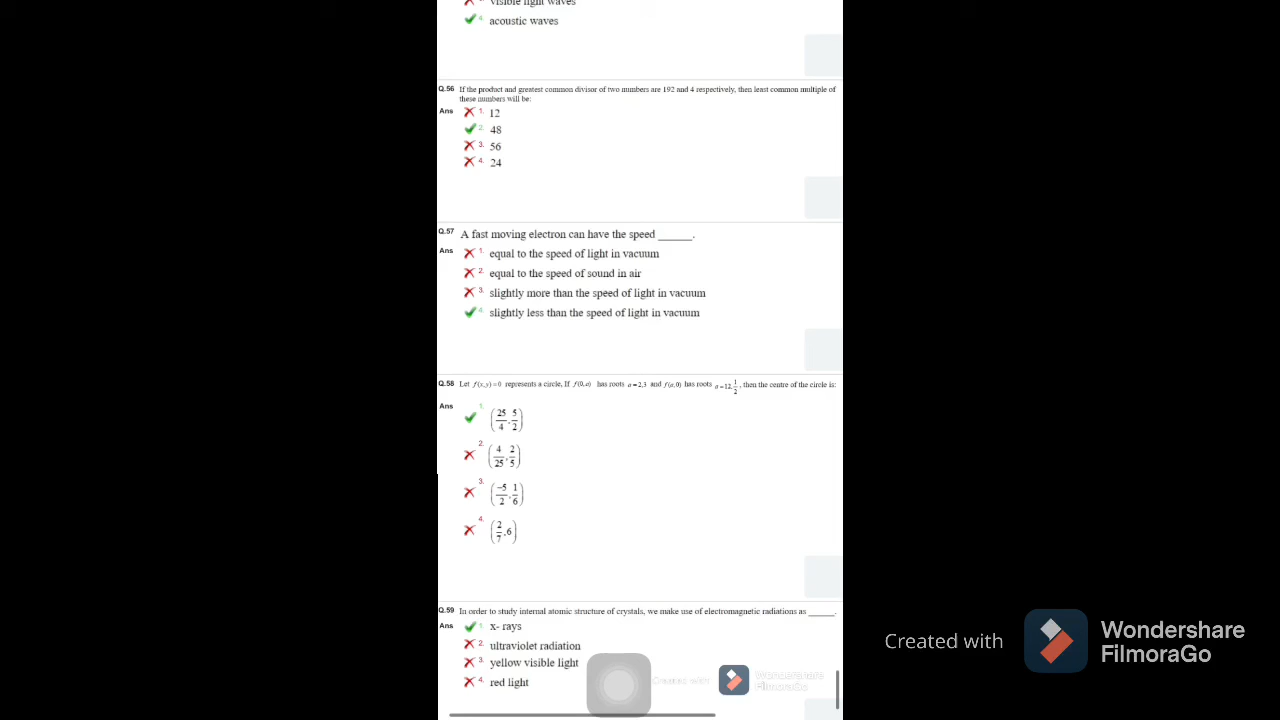 visible light waves
4. acoustic waves
Q.56 If the product and greatest common divisor of two numbers are 192 and 4 respectively, then least common multiple of
these numbers will be:
Ans 1. 12
2. 48
3. 56
4. 24
Q.57 A fast moving electron can have the speed ______.
Ans 1. equal to the speed of light in vacuum
2. equal to the speed of sound in air
3. slightly more than the speed of light in vacuum
4. slightly less than the speed of light in vacuum
Q.58 Let f(x,y)=0 represents a circle, If f(0,α) has roots α=2,3 and f(α,0) has roots α=12,1/2, then the centre of the circle is:
Ans 1. (25/4, 5/2)
2. (4/25, 2/5)
3. (-5/2, 1/6)
4. (2/7, 6)
Q.59 In order to study internal atomic structure of crystals, we make use of electromagnetic radiations as ______.
Ans 1. x- rays
2. ultraviolet radiation
3. yellow visible light
4. red light
Created with Wondershare
FilmoraGo
Created with Wondershare
FilmoraGo